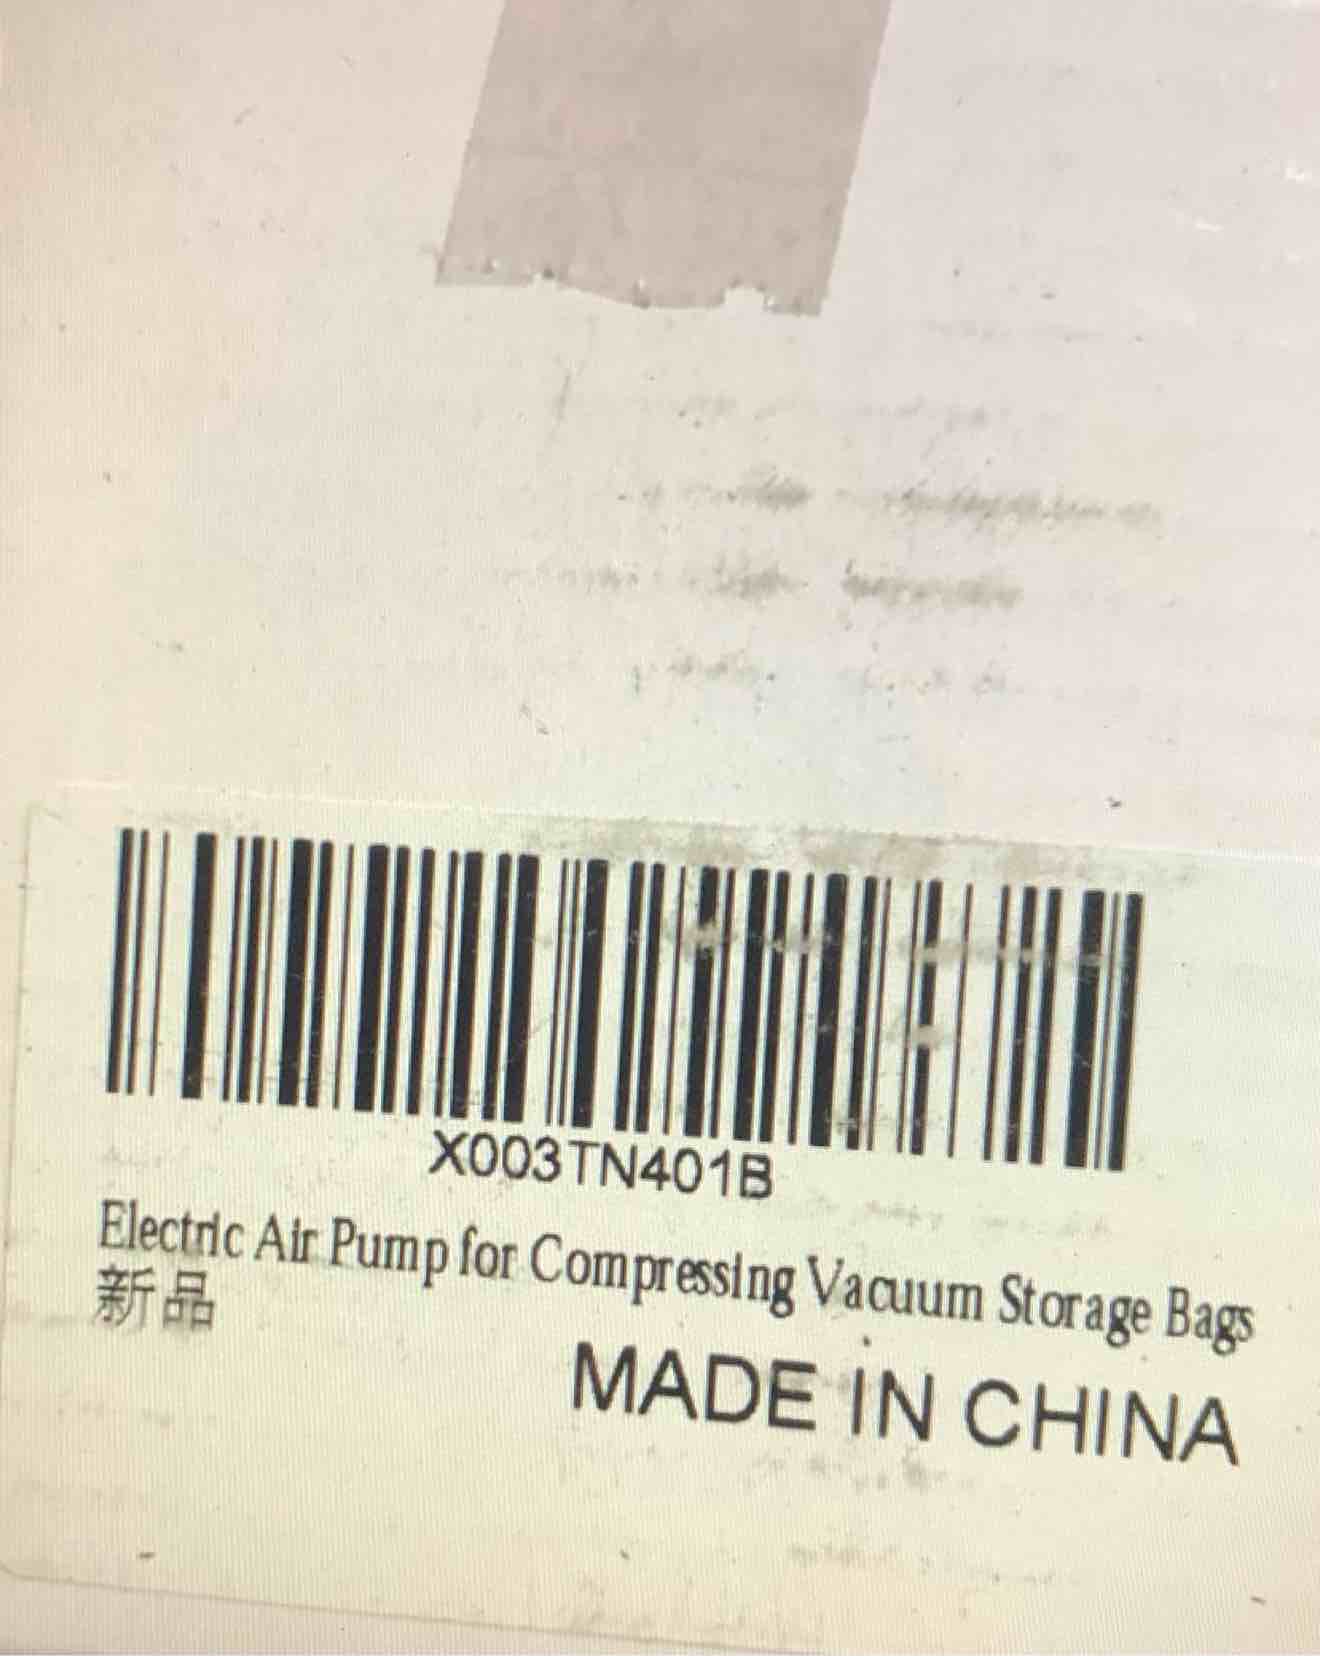 X003TN401B
Electric Air Pump for Compressing Vacuum Storage Bags
新品
MADE IN CHINA